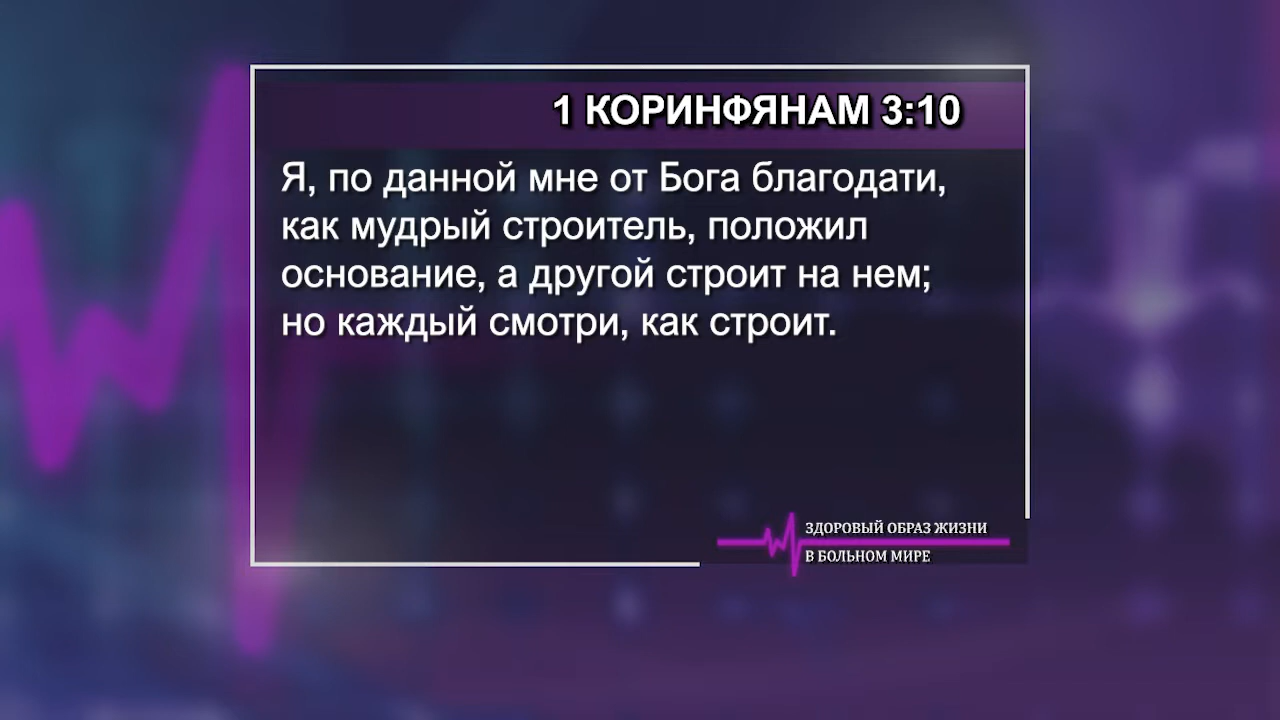 1 КОРИНФЯНАМ 3:10
Я, по данной мне от Бога благодати,
как мудрый строитель, положил
основание, а другой строит на нем;
но каждый смотри, как строит.
ЗДОРОВЫЙ ОБРАЗ ЖИЗНИ
В БОЛЬНОМ МИРЕ